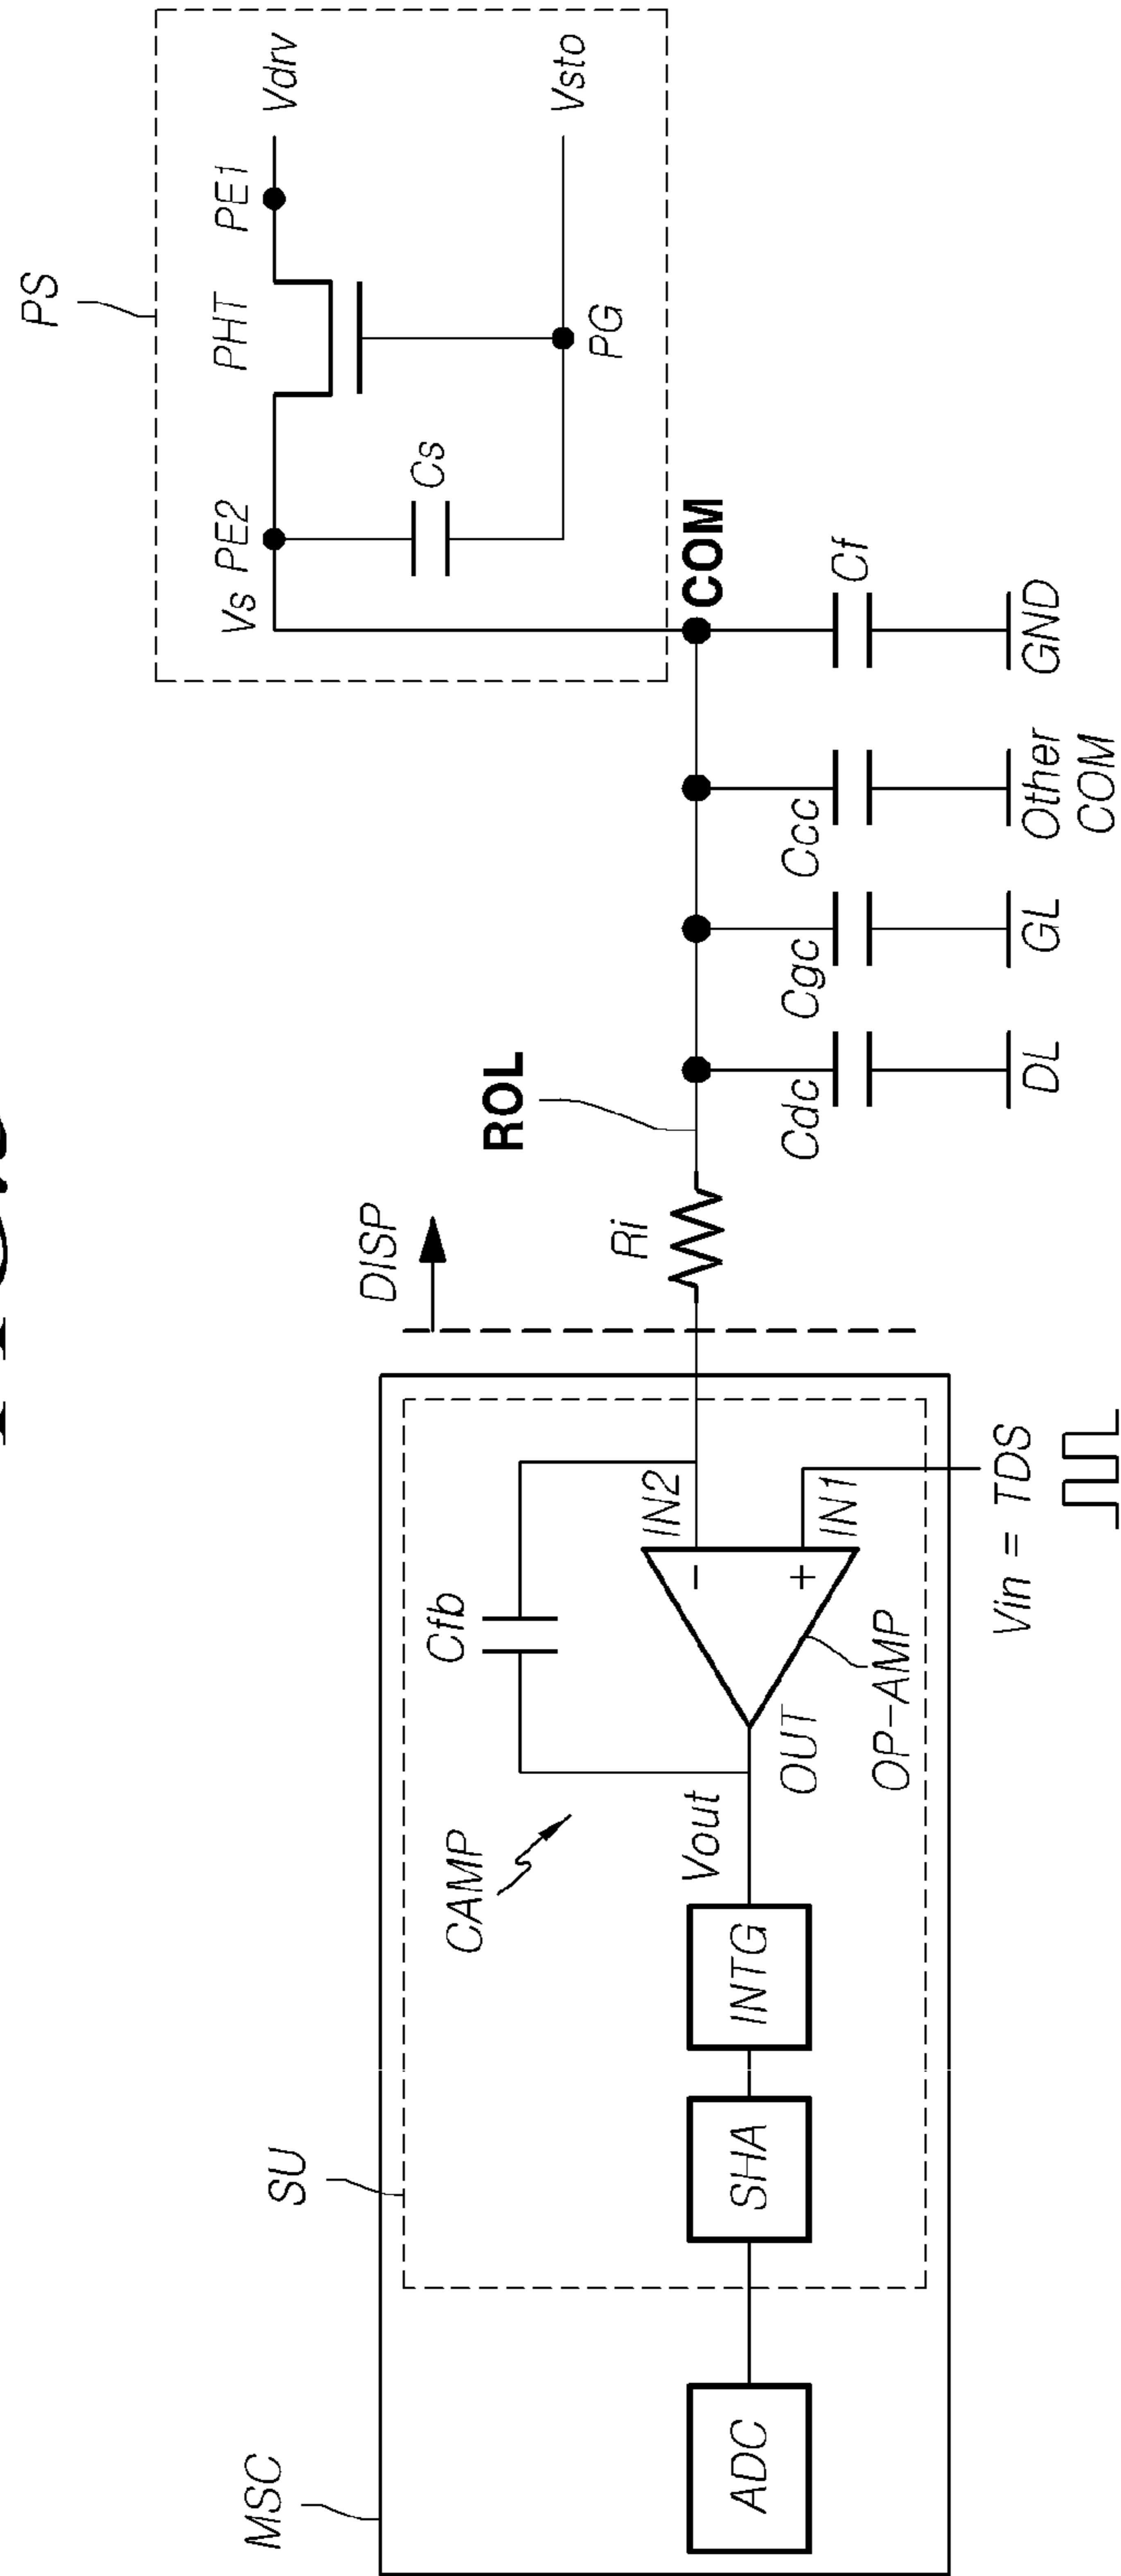 PS
Vdrv
PE1
PHT
Vs PE2
Cs
Vsto
PG
COM
Cf
GND
Ccc
Other
COM
Cgc
GL
Cdc
DL
ROL
Ri
DISP
MSC
SU
CAMP
Cfb
IN2
IN1
-
+
OUT
OP-AMP
Vin = TDS
Vout
INTG
SHA
ADC